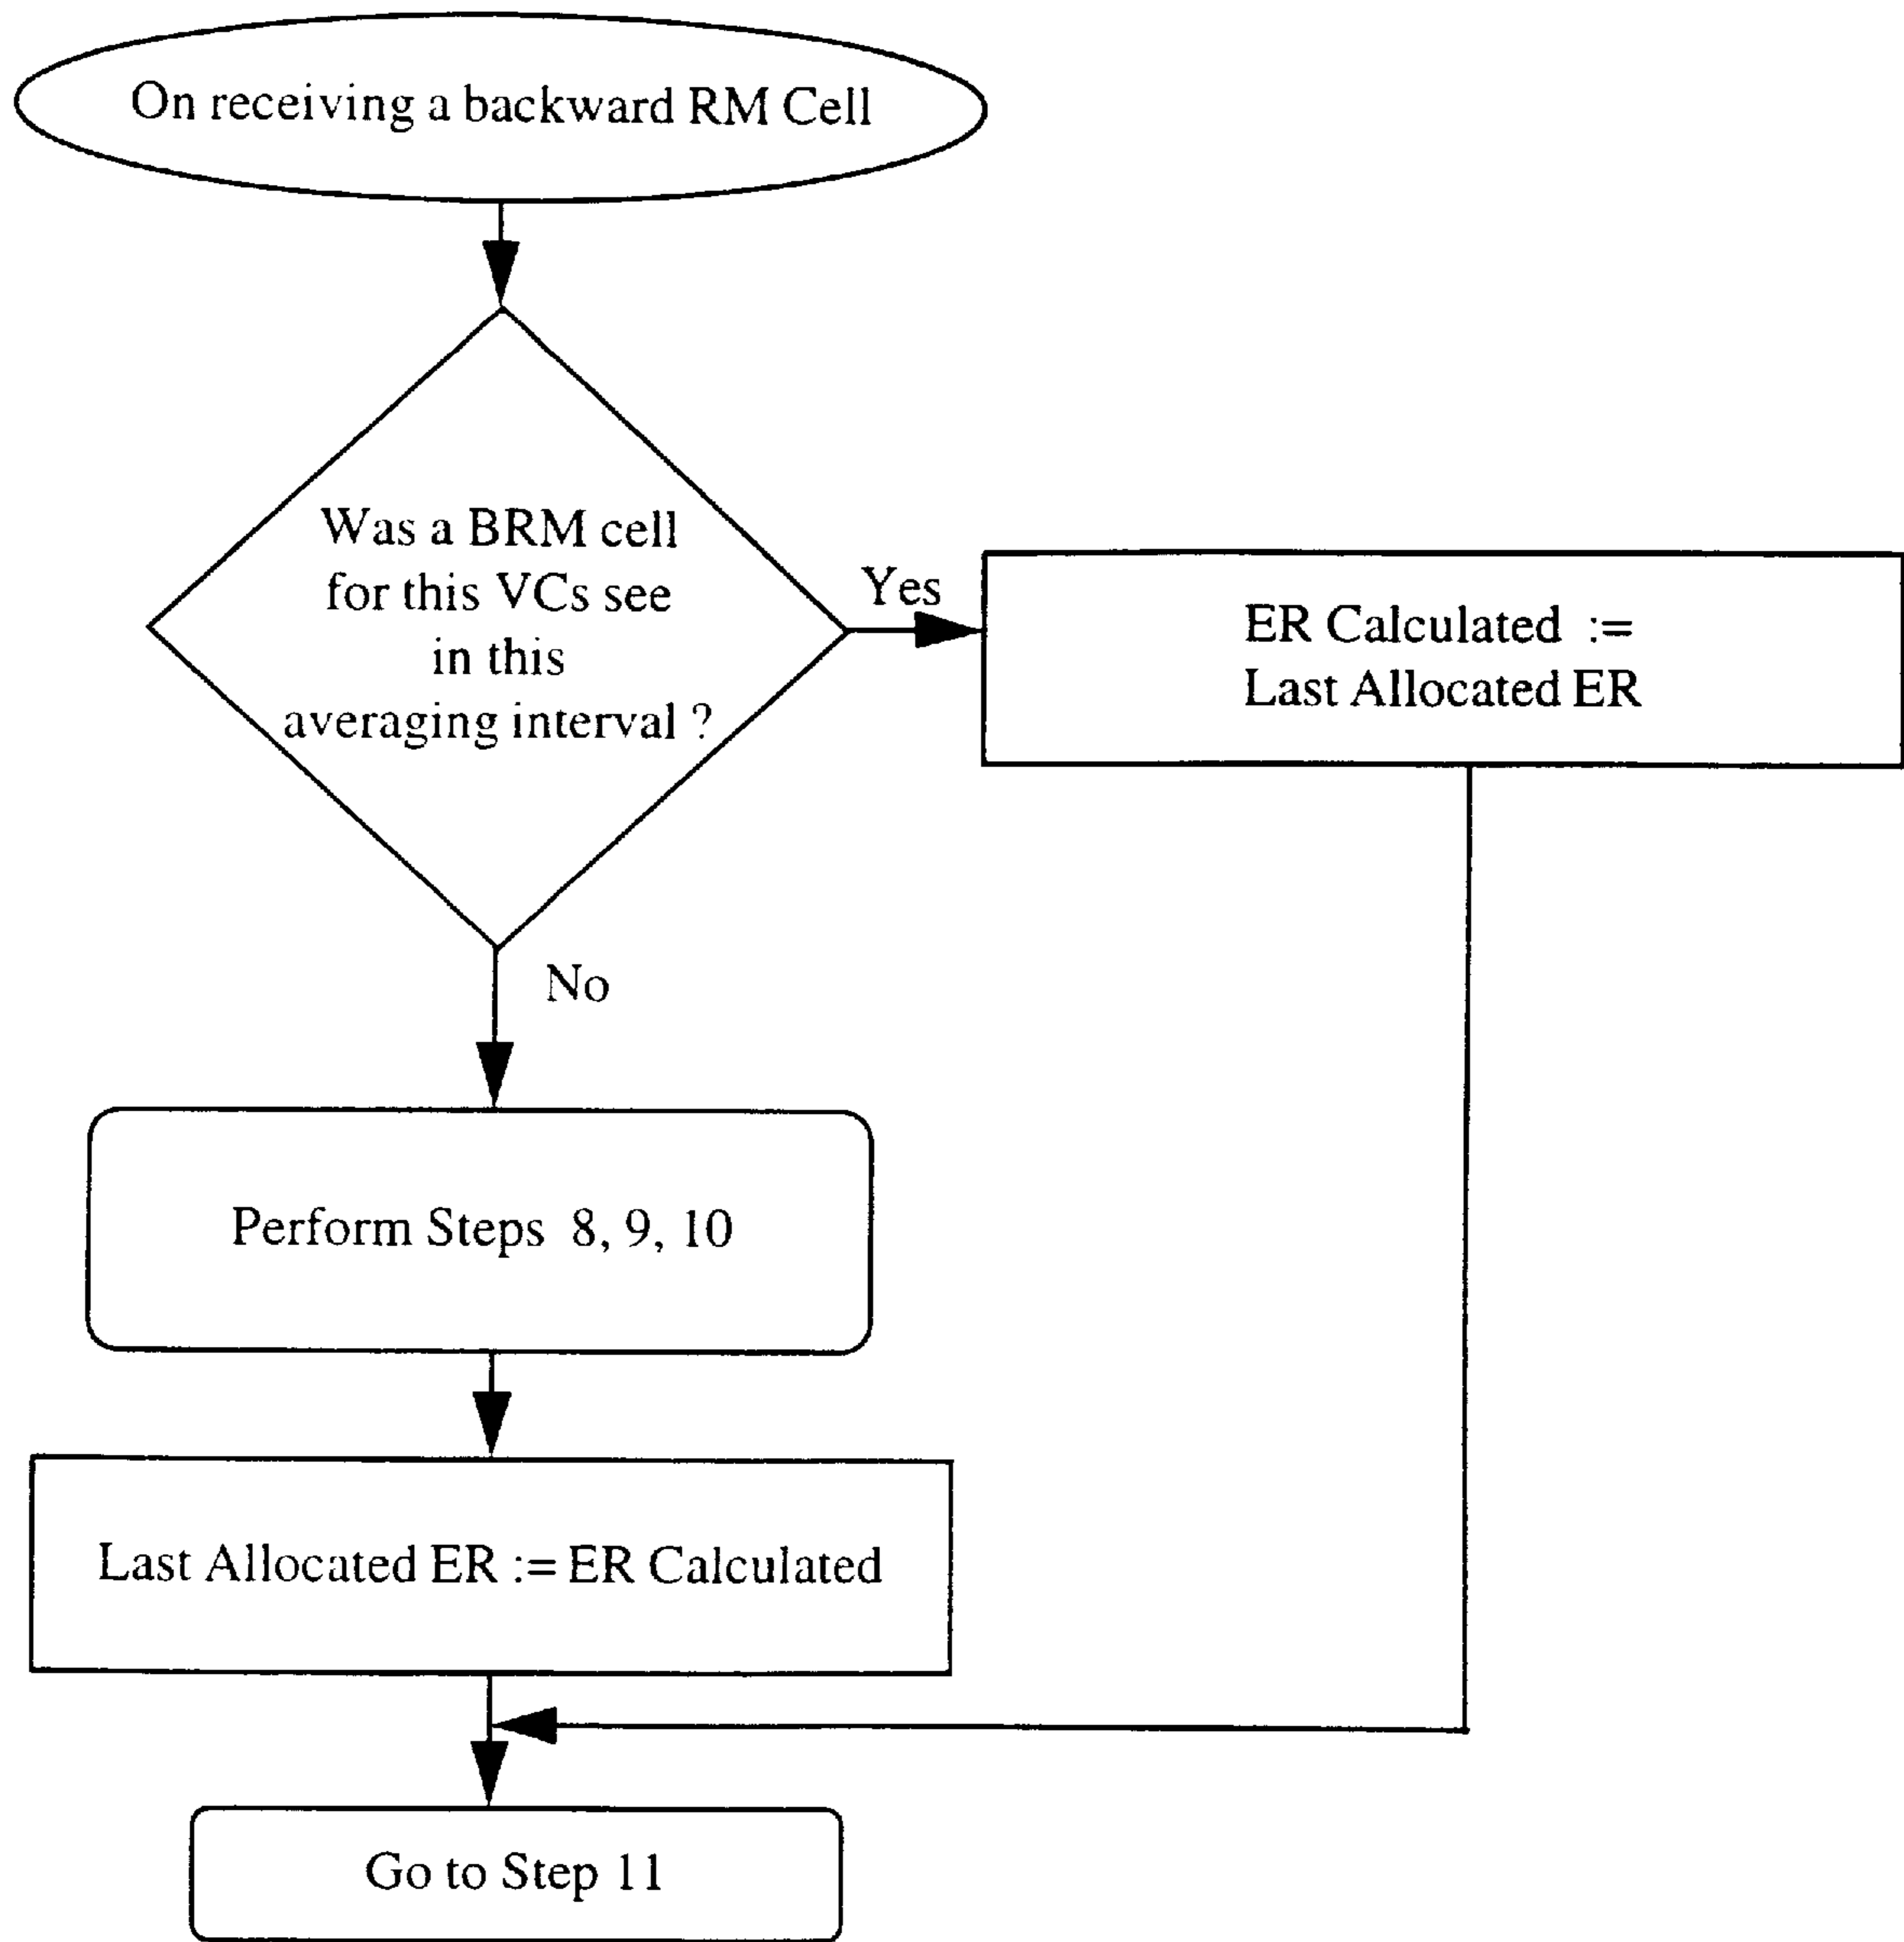 On receiving a backward RM Cell
Was a BRM cell
for this VCs see
in this
averaging interval ?
Yes
ER Calculated :=
Last Allocated ER
No
Perform Steps 8, 9, 10
Last Allocated ER := ER Calculated
Go to Step 11